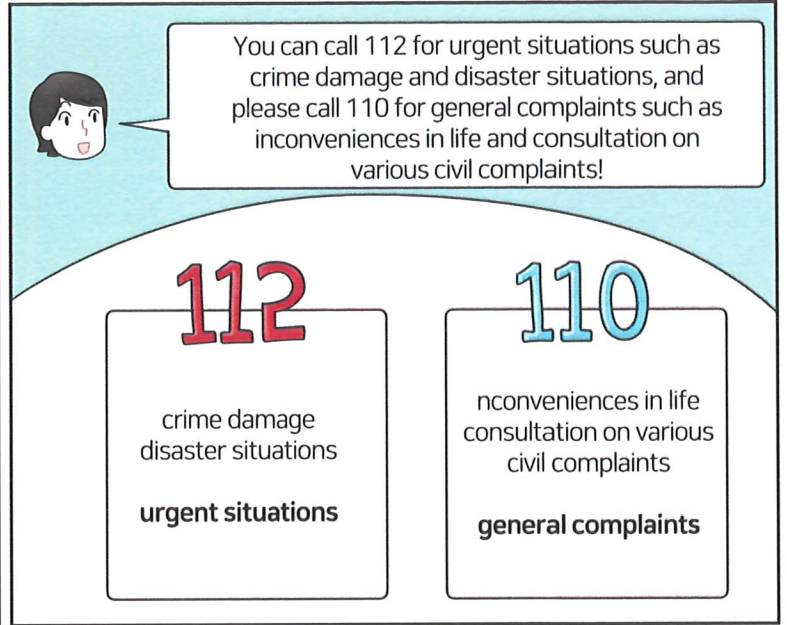 You can call 112 for urgent situations such as
crime damage and disaster situations, and
please call 110 for general complaints such as
inconveniences in life and consultation on
various civil complaints!
112
crime damage
disaster situations
urgent situations
110
nconveniences in life
consultation on various
civil complaints
general complaints